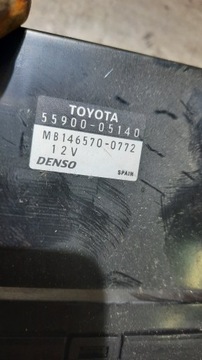 TOYOTA
55900-05140
MB146570-0772
12V
DENSO
SPAIN